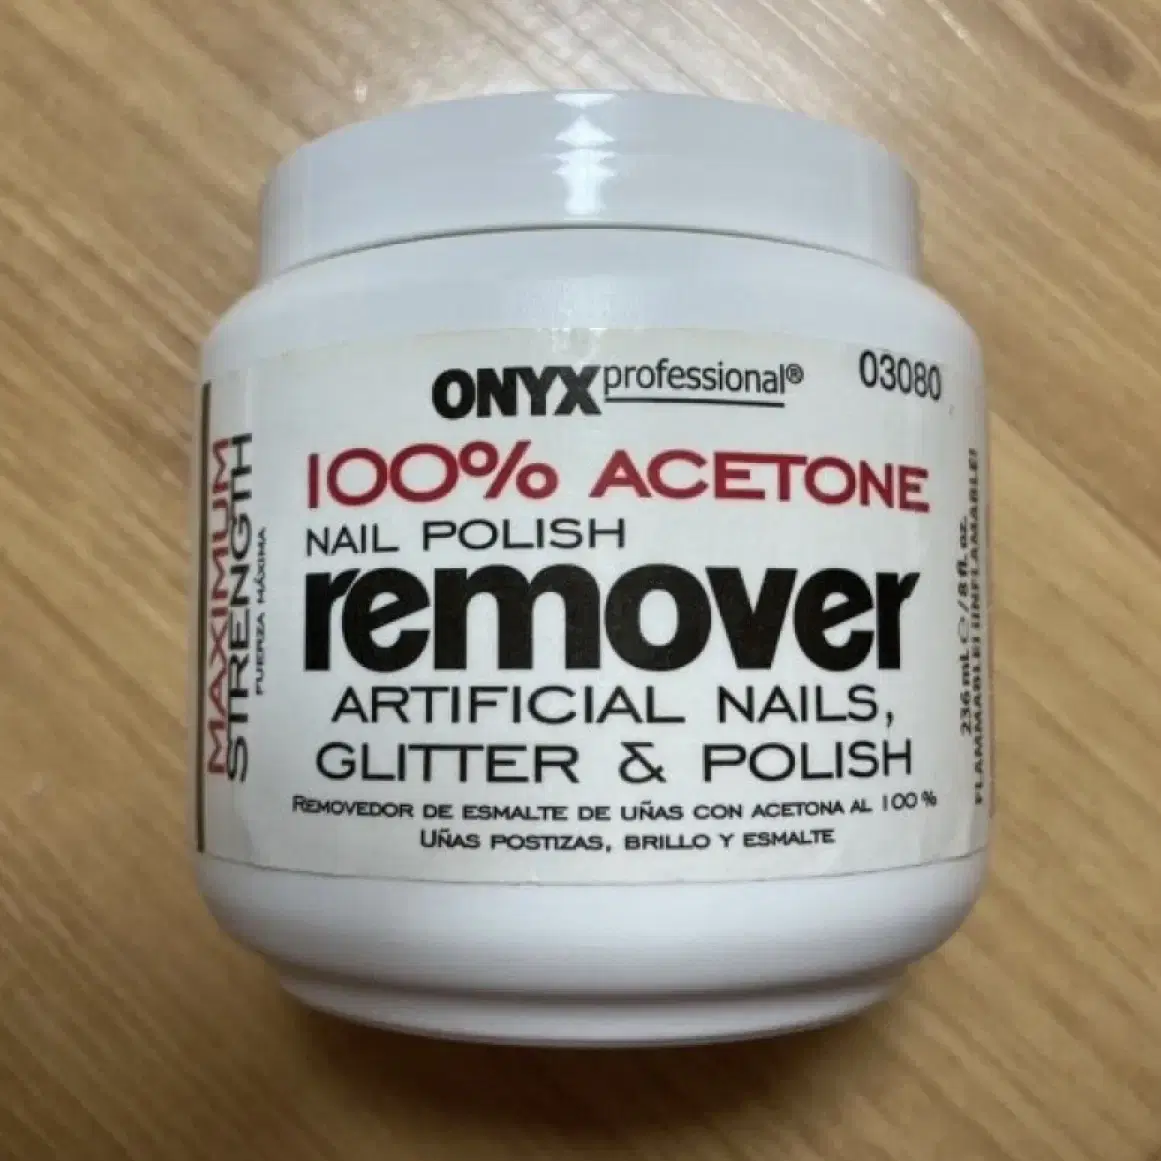 ONYX professional®
03080
100% ACETONE
NAIL POLISH
remover
ARTIFICIAL NAILS,
GLITTER & POLISH
REMOVEDOR DE ESMALTE DE UÑAS CON ACETONA AL 100 %
UÑAS POSTIZAS, BRILLO Y ESMALTE
MAXIMUM
STRENGTH
FUERZA MÁXIMA
236 mL ℮ / 8 fl. oz.
FLAMMABLE! ¡INFLAMABLE!